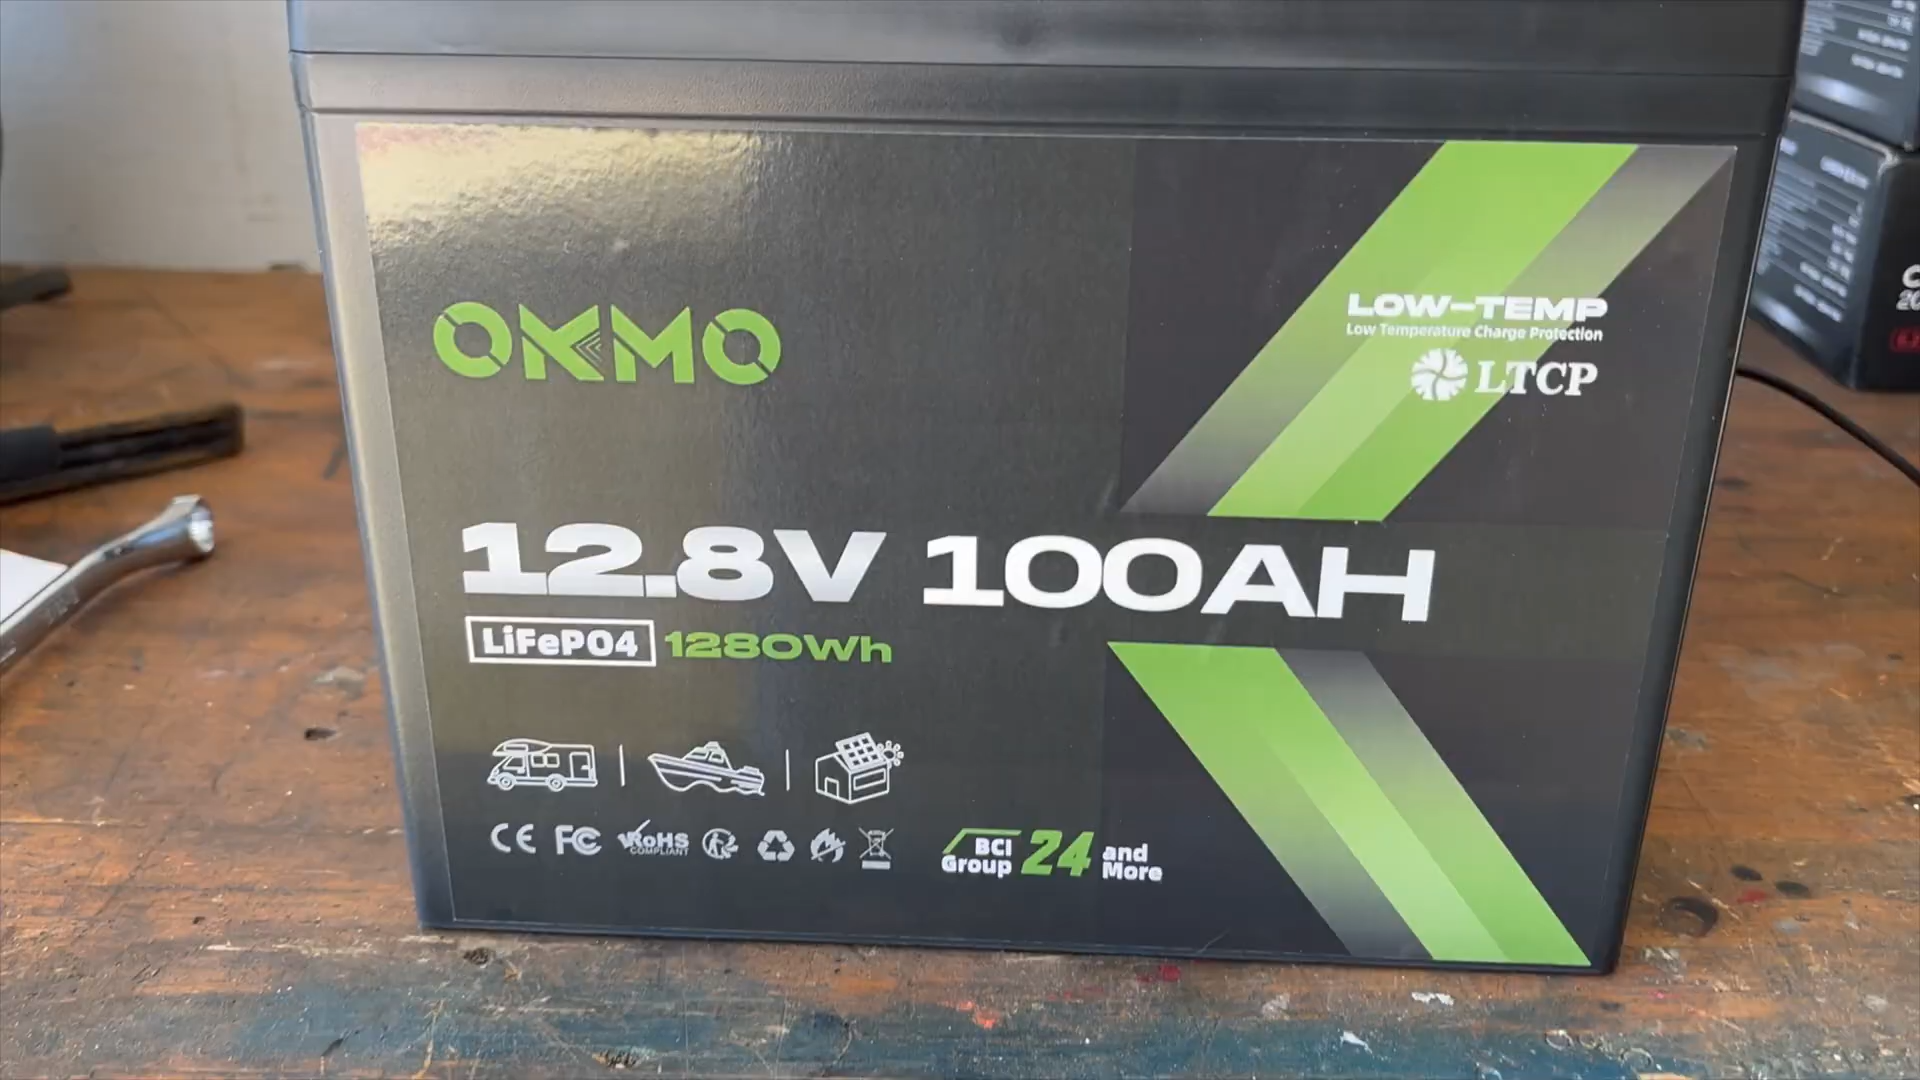 OKMO
LOW-TEMP
Low Temperature Charge Protection
LTCP
12.8V 100AH
LiFePO4 1280Wh
CE FC RoHS
COMPLIANT
BCI
Group 24 and
More